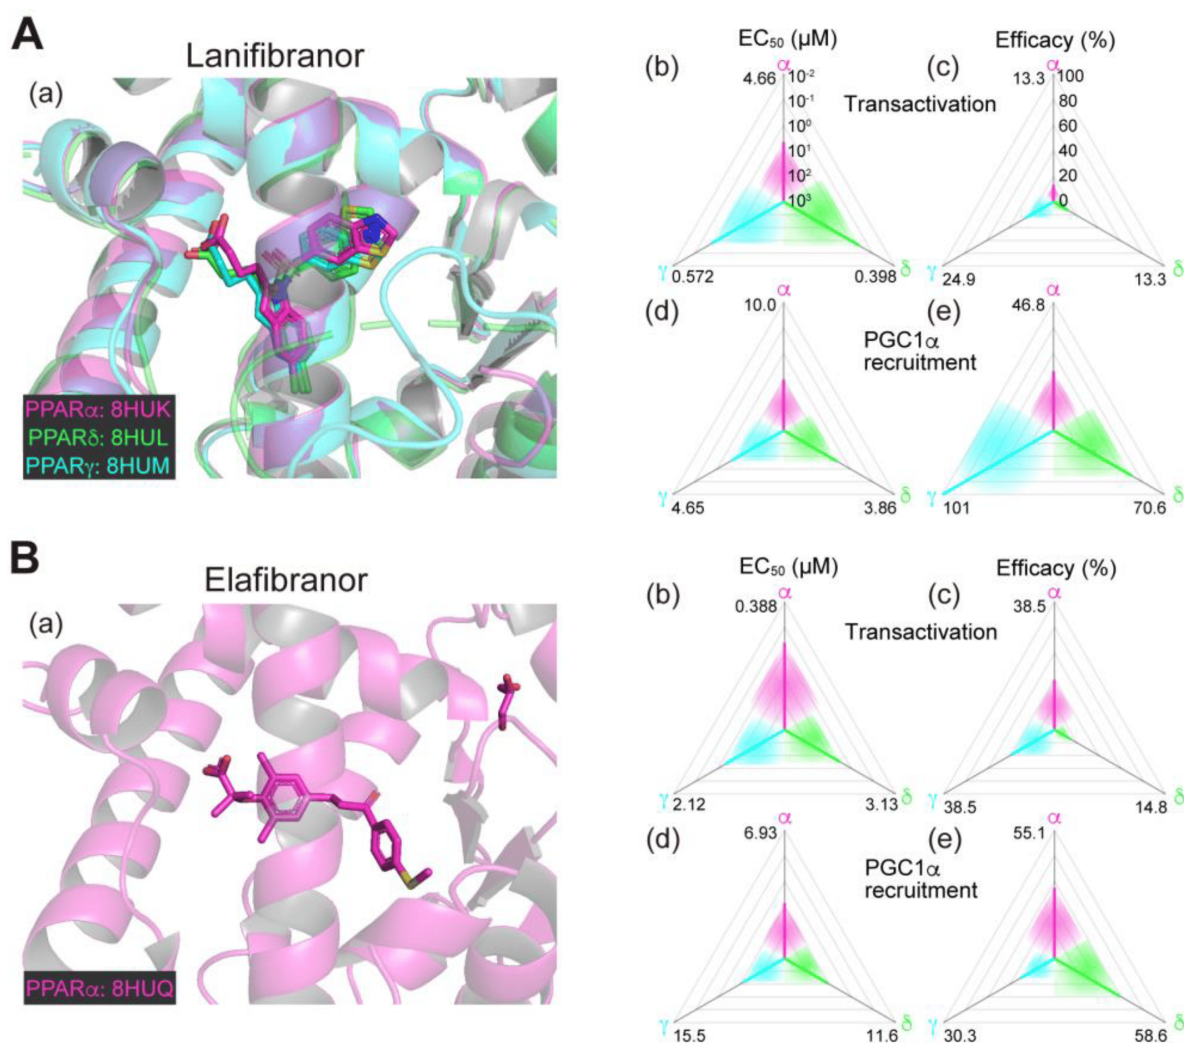 A
Lanifibranor
(a)
PPARα: 8HUK
PPARδ: 8HUL
PPARγ: 8HUM
EC₅₀ (µM)
Efficacy (%)
(b)
α
4.66
10⁻²
10⁻¹
10⁰
10¹
10²
10³
Transactivation
γ
0.572
0.398
δ
(c)
α
13.3
100
80
60
40
20
0
γ
24.9
13.3
δ
(d)
α
10.0
PGC1α
recruitment
γ
4.65
3.86
δ
(e)
α
46.8
γ
101
70.6
δ
B
Elafibranor
(a)
PPARα: 8HUQ
EC₅₀ (µM)
Efficacy (%)
(b)
α
0.388
Transactivation
γ
2.12
3.13
δ
(c)
α
38.5
γ
38.5
14.8
δ
(d)
α
6.93
PGC1α
recruitment
γ
15.5
11.6
δ
(e)
α
55.1
γ
30.3
58.6
δ